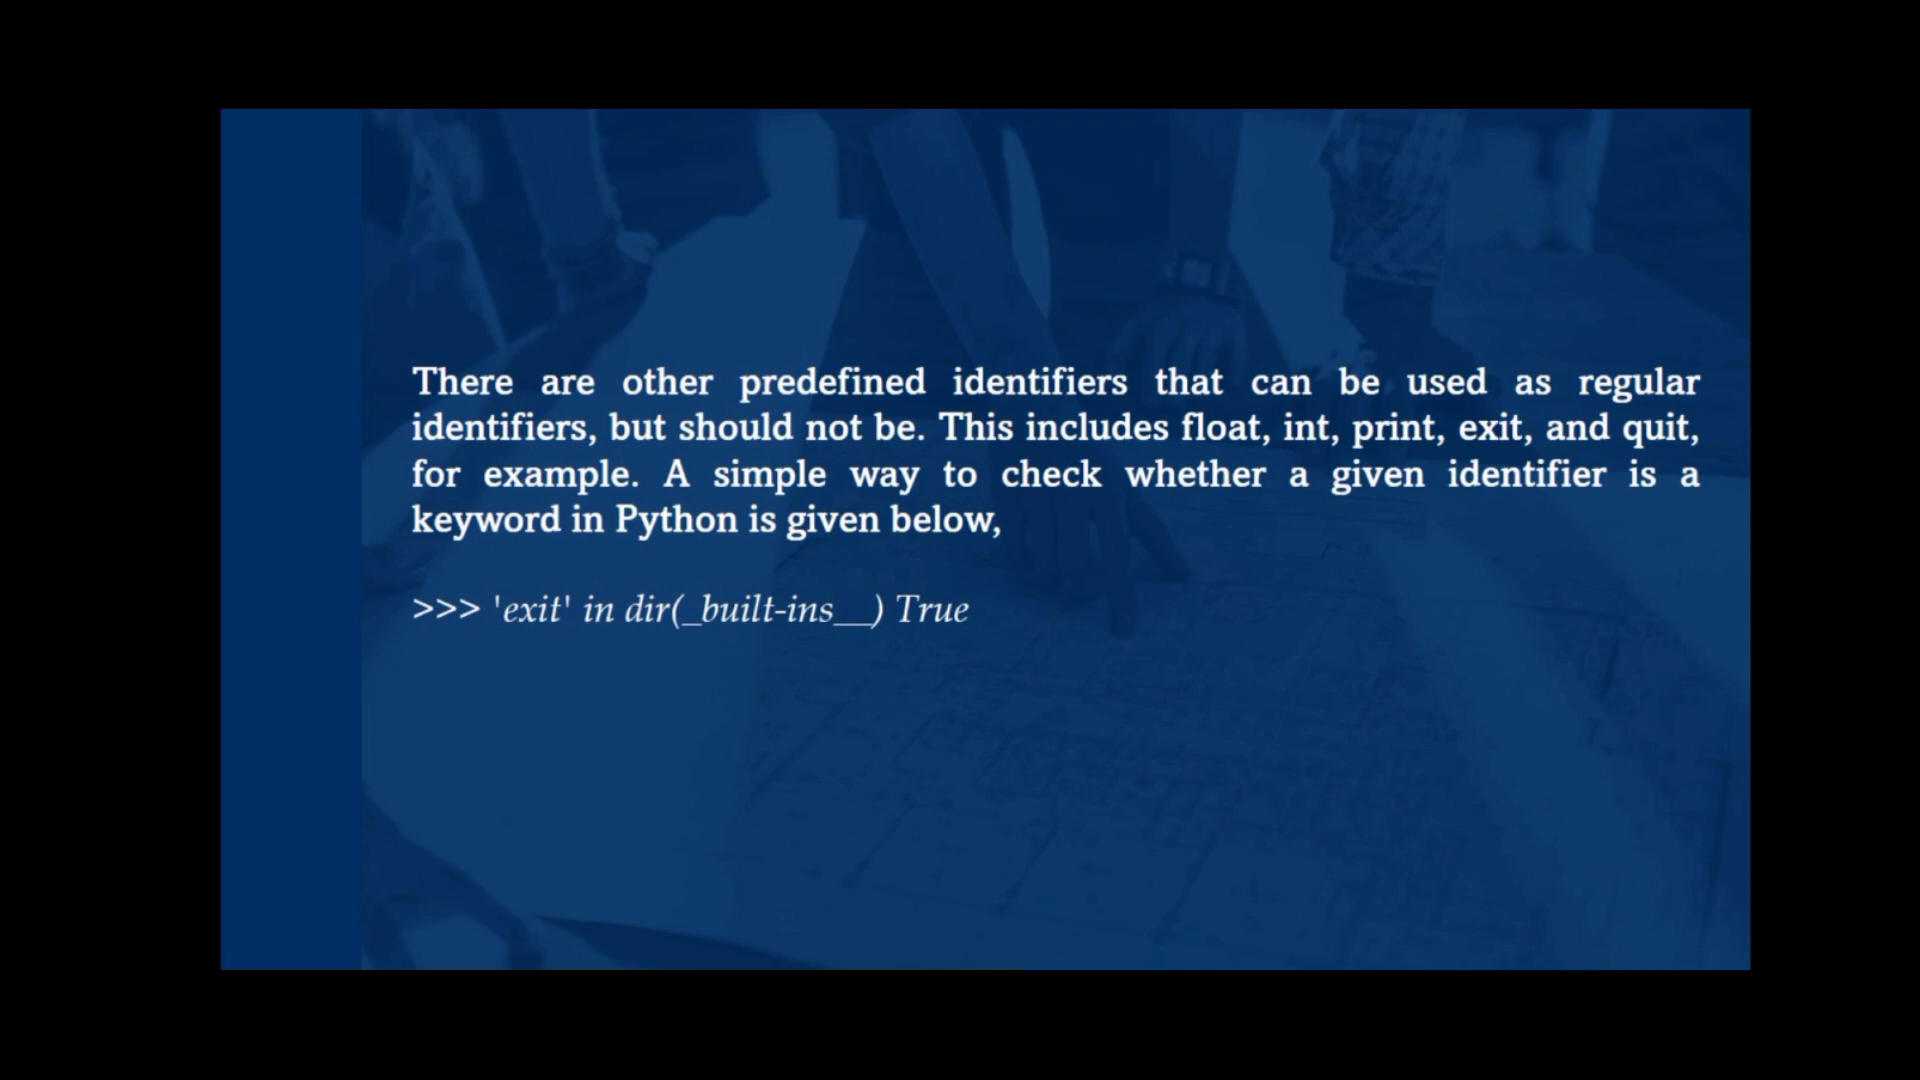 There are other predefined identifiers that can be used as regular
identifiers, but should not be. This includes float, int, print, exit, and quit,
for example. A simple way to check whether a given identifier is a
keyword in Python is given below,
>>> 'exit' in dir(_built-ins__) True